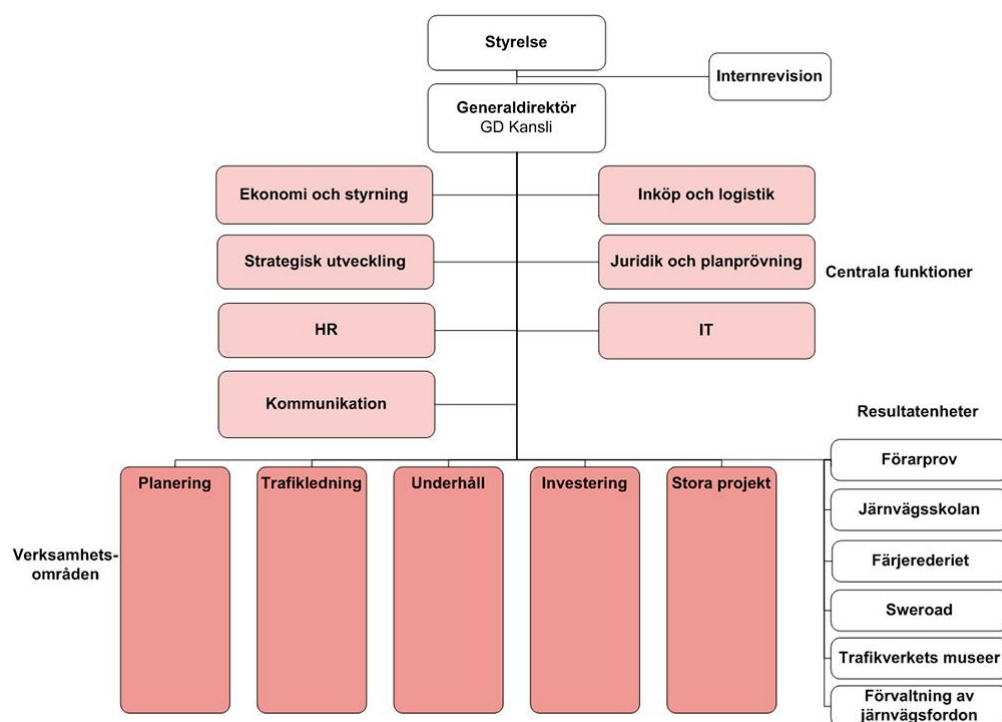 Styrelse
Internrevision
Generaldirektör
GD Kansli
Ekonomi och styrning
Inköp och logistik
Strategisk utveckling
Juridik och planprövning
Centrala funktioner
HR
IT
Kommunikation
Resultatenheter
Planering
Trafikledning
Underhåll
Investering
Stora projekt
Förarprov
Järnvägsskolan
Verksamhets-
områden
Färjerederiet
Sweroad
Trafikverkets museer
Förvaltning av
järnvägsfordon